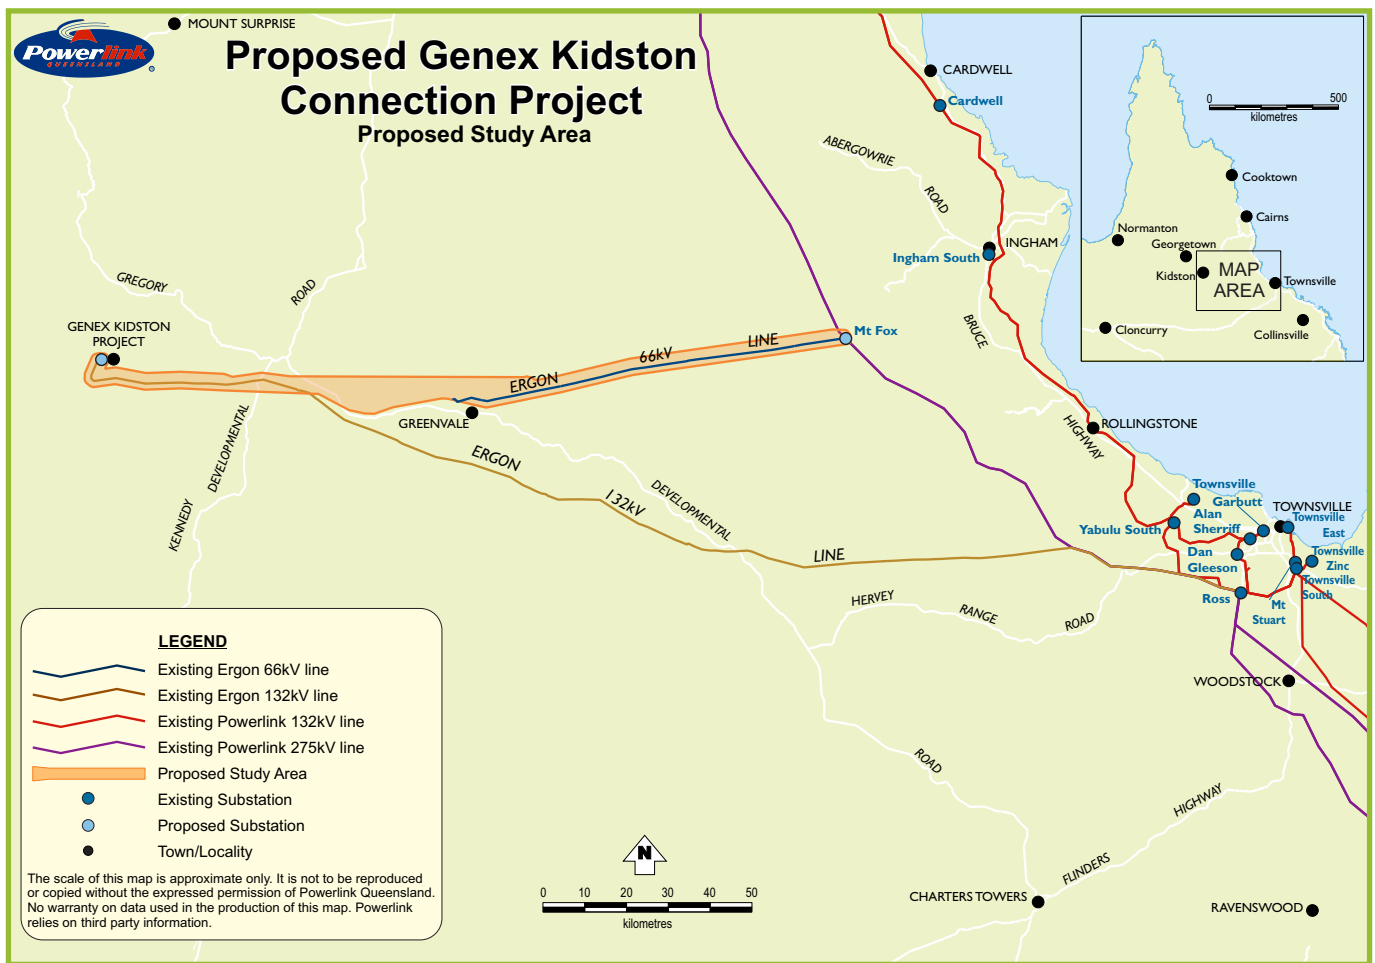 Powerlink
QUEENSLAND
MOUNT SURPRISE
Proposed Genex Kidston
Connection Project
Proposed Study Area
CARDWELL
Cardwell
ABERGOWRIE
ROAD
INGHAM
Ingham South
BRUCE
HIGHWAY
GREGORY
ROAD
GENEX KIDSTON
PROJECT
Mt Fox
ERGON
66kV
LINE
GREENVALE
ROLLINGSTONE
KENNEDY
DEVELOPMENTAL
ERGON
132kV
LINE
DEVELOPMENTAL
Townsville
Garbutt
Alan
Sherriff
Yabulu South
Dan
Gleeson
Ross
TOWNSVILLE
Townsville
East
Townsville
Zinc
Townsville
South
Mt
Stuart
HERVEY
RANGE
ROAD
WOODSTOCK
ROAD
HIGHWAY
FLINDERS
CHARTERS TOWERS
RAVENSWOOD
0
500
kilometres
Cooktown
Cairns
Normanton
Georgetown
Kidston
MAP
AREA
Townsville
Cloncurry
Collinsville
LEGEND
Existing Ergon 66kV line
Existing Ergon 132kV line
Existing Powerlink 132kV line
Existing Powerlink 275kV line
Proposed Study Area
Existing Substation
Proposed Substation
Town/Locality
The scale of this map is approximate only. It is not to be reproduced
or copied without the expressed permission of Powerlink Queensland.
No warranty on data used in the production of this map. Powerlink
relies on third party information.
N
0 10 20 30 40 50
kilometres